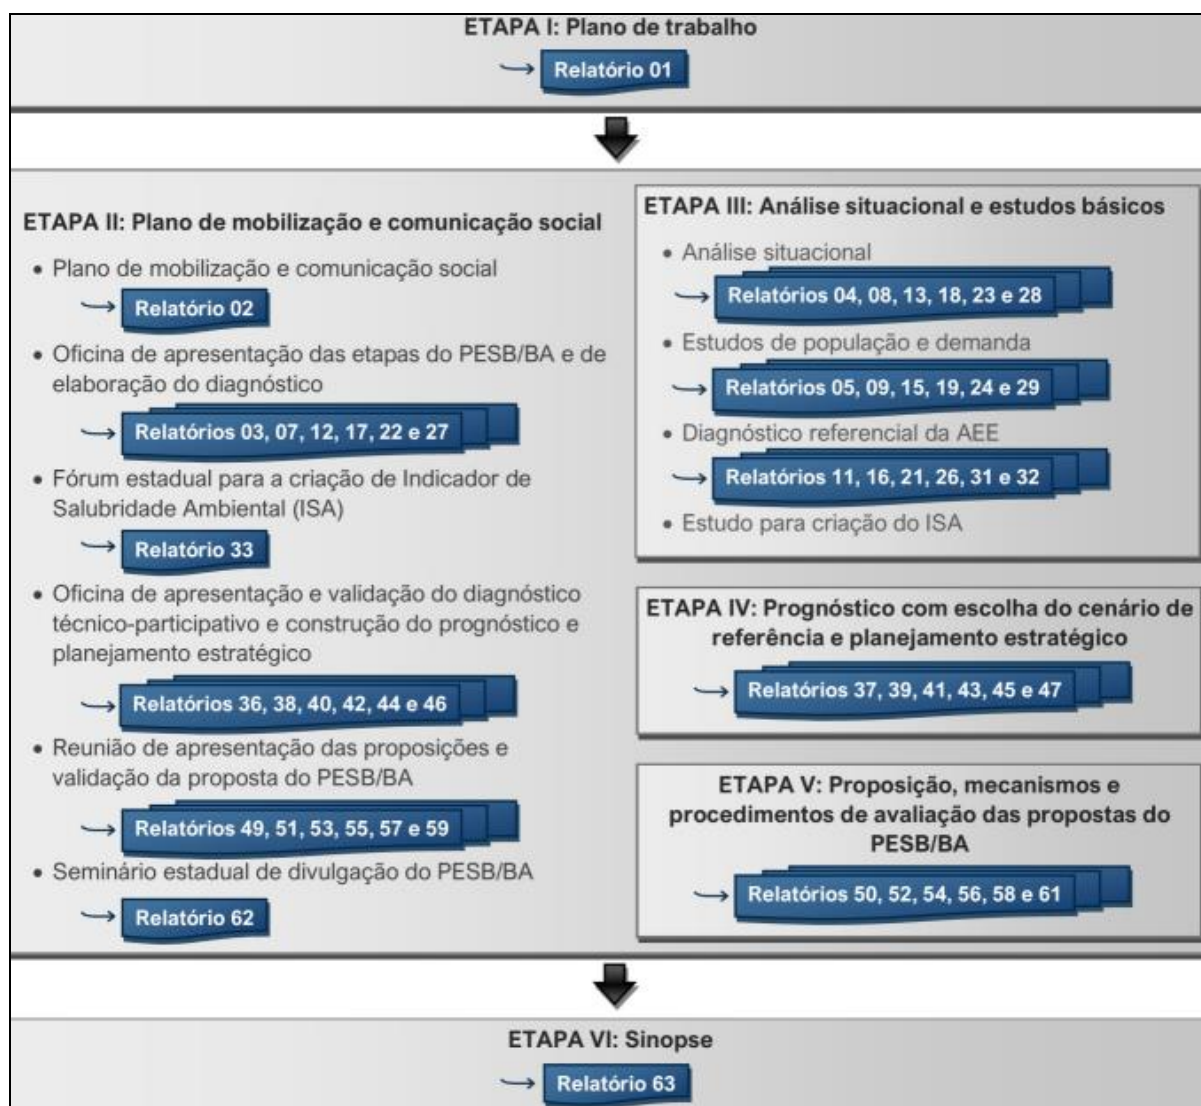 ETAPA I: Plano de trabalho
Relatório 01
ETAPA II: Plano de mobilização e comunicação social
• Plano de mobilização e comunicação social
Relatório 02
• Oficina de apresentação das etapas do PESB/BA e de
elaboração do diagnóstico
Relatórios 03, 07, 12, 17, 22 e 27
• Fórum estadual para a criação de Indicador de
Salubridade Ambiental (ISA)
Relatório 33
• Oficina de apresentação e validação do diagnóstico
técnico-participativo e construção do prognóstico e
planejamento estratégico
Relatórios 36, 38, 40, 42, 44 e 46
• Reunião de apresentação das proposições e
validação da proposta do PESB/BA
Relatórios 49, 51, 53, 55, 57 e 59
• Seminário estadual de divulgação do PESB/BA
Relatório 62
ETAPA III: Análise situacional e estudos básicos
• Análise situacional
Relatórios 04, 08, 13, 18, 23 e 28
• Estudos de população e demanda
Relatórios 05, 09, 15, 19, 24 e 29
• Diagnóstico referencial da AEE
Relatórios 11, 16, 21, 26, 31 e 32
• Estudo para criação do ISA
ETAPA IV: Prognóstico com escolha do cenário de
referência e planejamento estratégico
Relatórios 37, 39, 41, 43, 45 e 47
ETAPA V: Proposição, mecanismos e
procedimentos de avaliação das propostas do
PESB/BA
Relatórios 50, 52, 54, 56, 58 e 61
ETAPA VI: Sinopse
Relatório 63